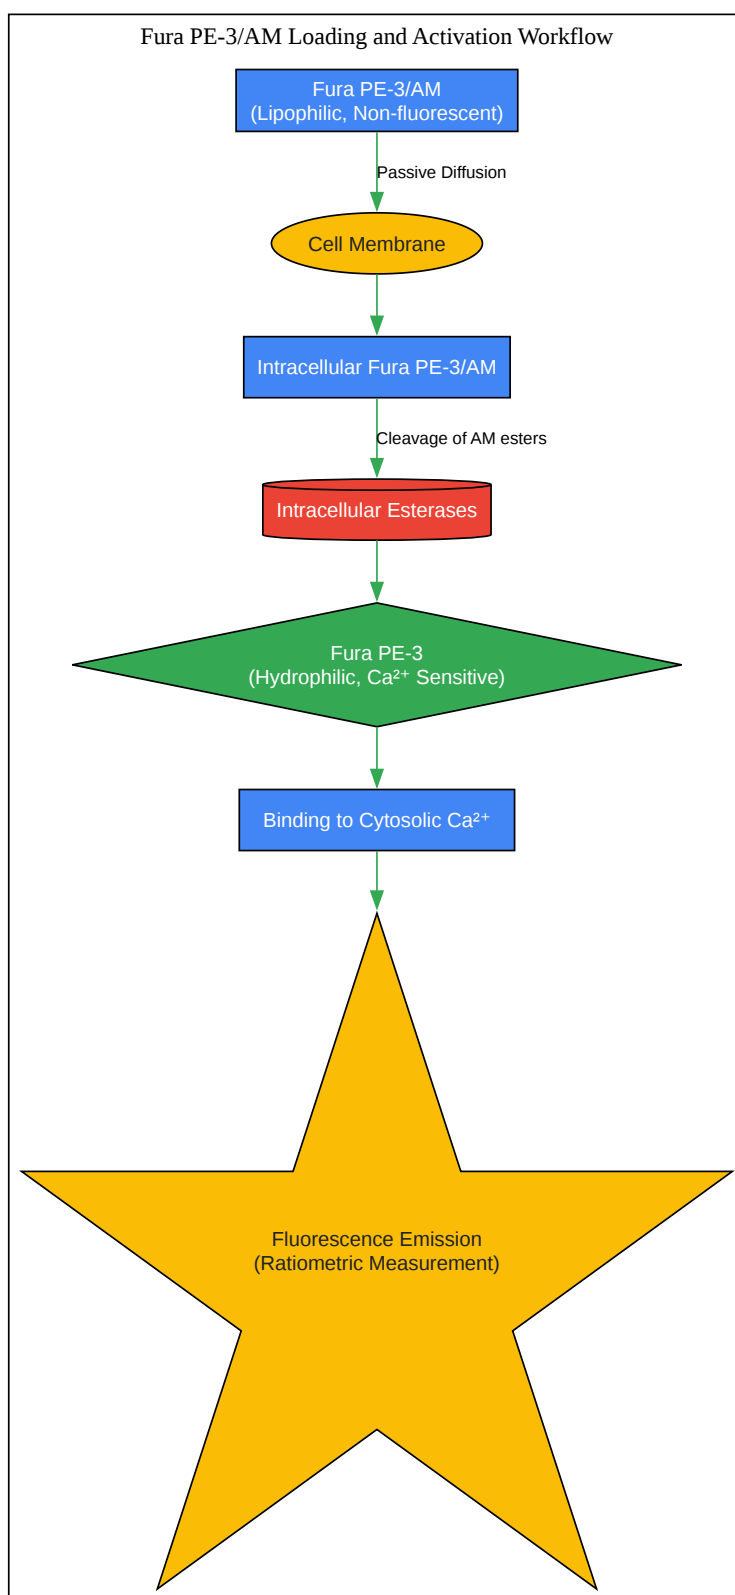 Fura PE-3/AM Loading and Activation Workflow
Fura PE-3/AM
(Lipophilic, Non-fluorescent)
Passive Diffusion
Cell Membrane
Intracellular Fura PE-3/AM
Cleavage of AM esters
Intracellular Esterases
Fura PE-3
(Hydrophilic, Ca²⁺ Sensitive)
Binding to Cytosolic Ca²⁺
Fluorescence Emission
(Ratiometric Measurement)